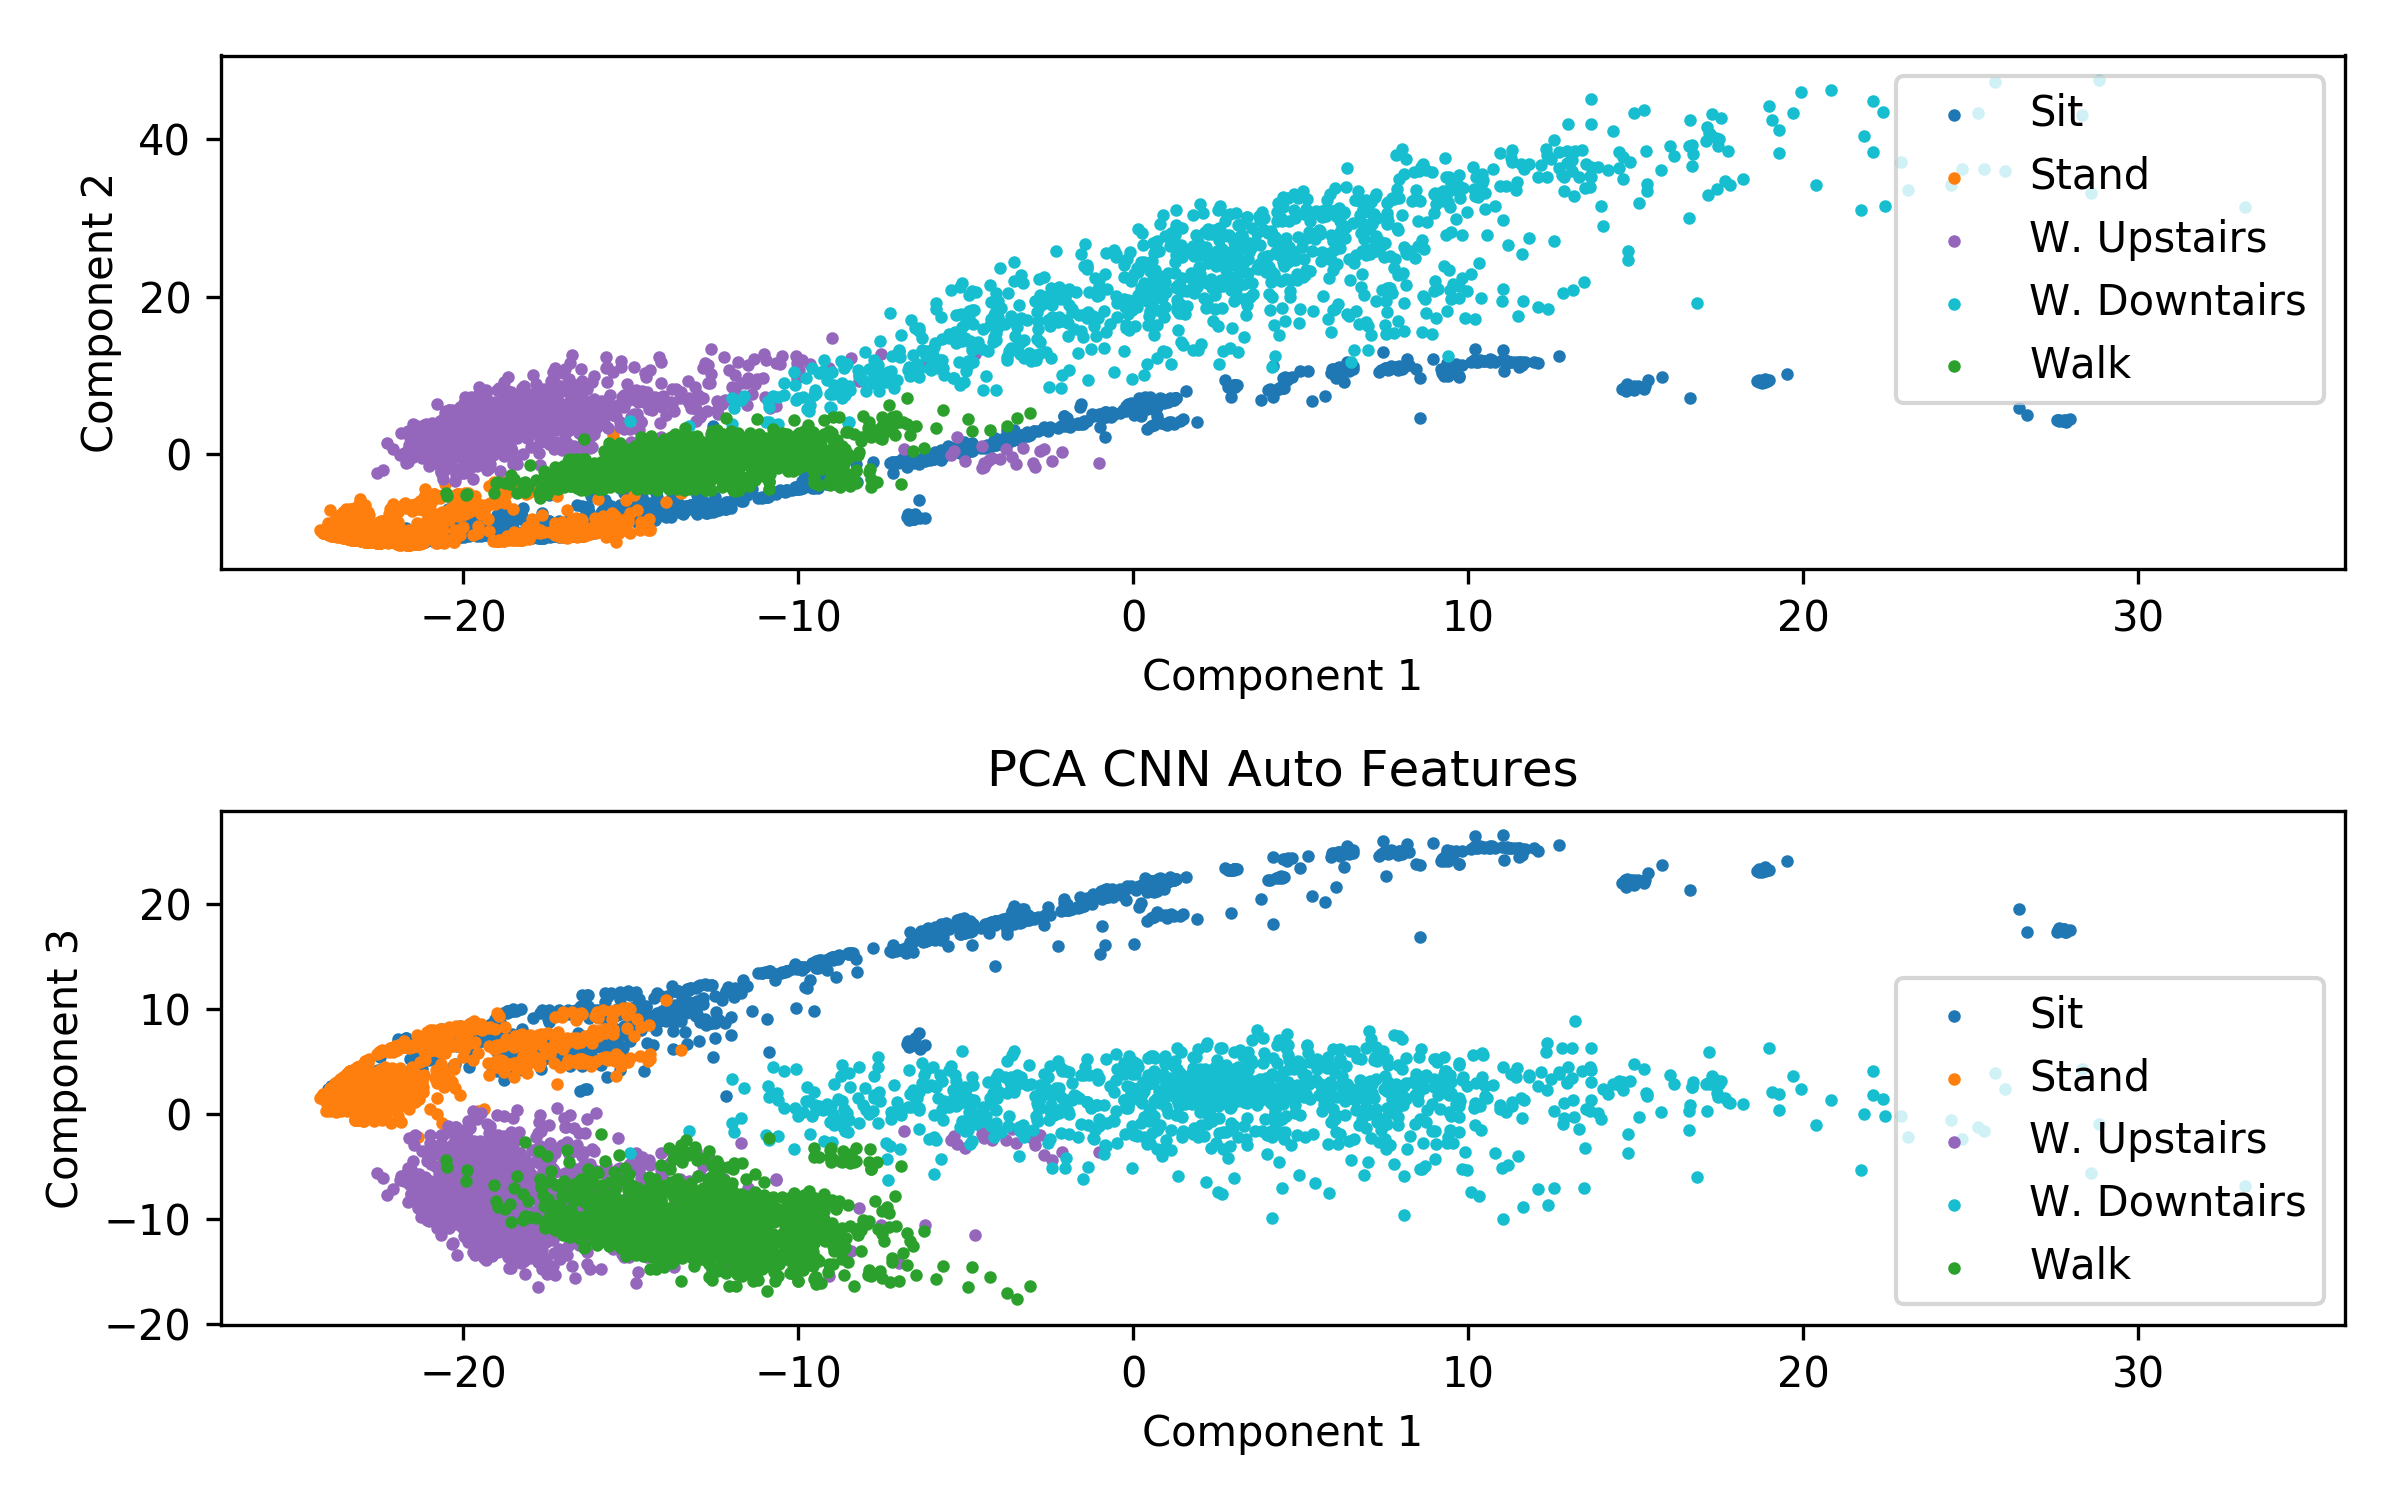 40
20
0
Component 2
Sit
Stand
W. Upstairs
W. Downtairs
Walk
−20 −10 0 10 20 30
Component 1
PCA CNN Auto Features
20
10
0
−10
−20
Component 3
Sit
Stand
W. Upstairs
W. Downtairs
Walk
−20 −10 0 10 20 30
Component 1